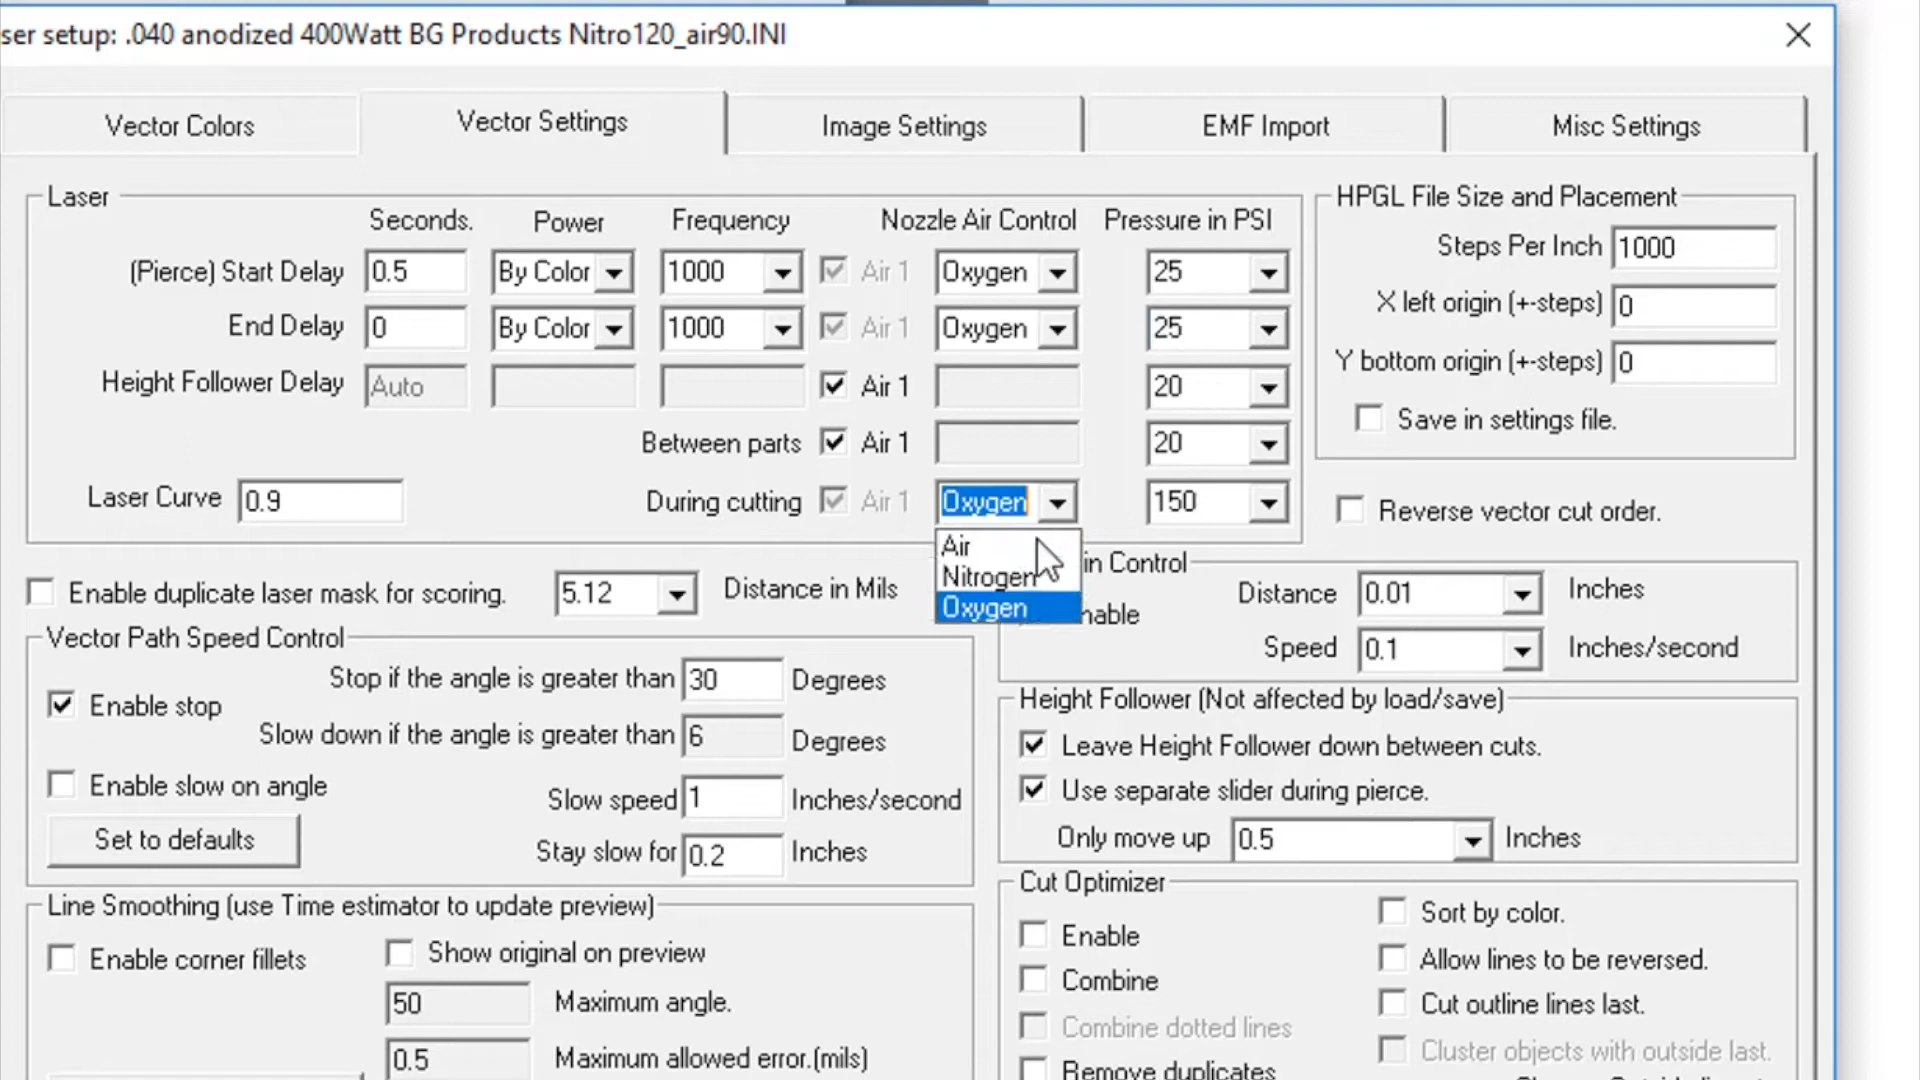 ser setup: .040 anodized 400Watt BG Products Nitro120_air90.INI
Vector Colors
Vector Settings
Image Settings
EMF Import
Misc Settings
Laser
Seconds.
Power
Frequency
Nozzle Air Control
Pressure in PSI
(Pierce) Start Delay 0.5 By Color 1000 Air 1 Oxygen 25
End Delay 0 By Color 1000 Air 1 Oxygen 25
Height Follower Delay Auto Air 1 20
Between parts Air 1 20
Laser Curve 0.9 During cutting Air 1 Oxygen 150
Air
Nitrogen
Oxygen
HPGL File Size and Placement
Steps Per Inch 1000
X left origin (+-steps) 0
Y bottom origin (+-steps) 0
Save in settings file.
Reverse vector cut order.
Enable duplicate laser mask for scoring. 5.12 Distance in Mils
in Control
nable
Distance 0.01 Inches
Speed 0.1 Inches/second
Vector Path Speed Control
Stop if the angle is greater than 30 Degrees
Enable stop
Slow down if the angle is greater than 6 Degrees
Enable slow on angle
Slow speed 1 Inches/second
Set to defaults
Stay slow for 0.2 Inches
Height Follower (Not affected by load/save)
Leave Height Follower down between cuts.
Use separate slider during pierce.
Only move up 0.5 Inches
Line Smoothing (use Time estimator to update preview)
Enable corner fillets
Show original on preview
50 Maximum angle.
0.5 Maximum allowed error.(mils)
Cut Optimizer
Enable
Combine
Combine dotted lines
Remove duplicates
Sort by color.
Allow lines to be reversed.
Cut outline lines last.
Cluster objects with outside last.